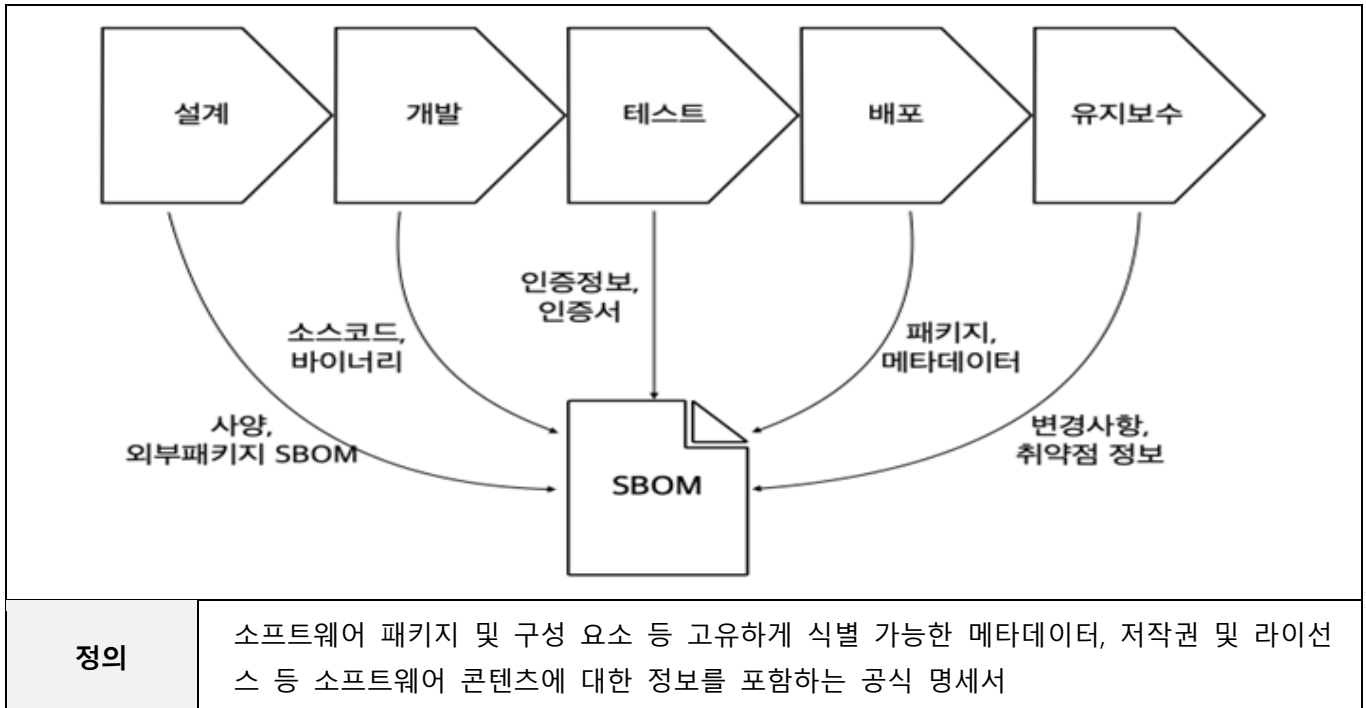 설계
개발
테스트
배포
유지보수
인증정보,
인증서
소스코드,
바이너리
패키지,
메타데이터
사양,
외부패키지 SBOM
변경사항,
취약점 정보
SBOM
정의
소프트웨어 패키지 및 구성 요소 등 고유하게 식별 가능한 메타데이터, 저작권 및 라이선
스 등 소프트웨어 콘텐츠에 대한 정보를 포함하는 공식 명세서